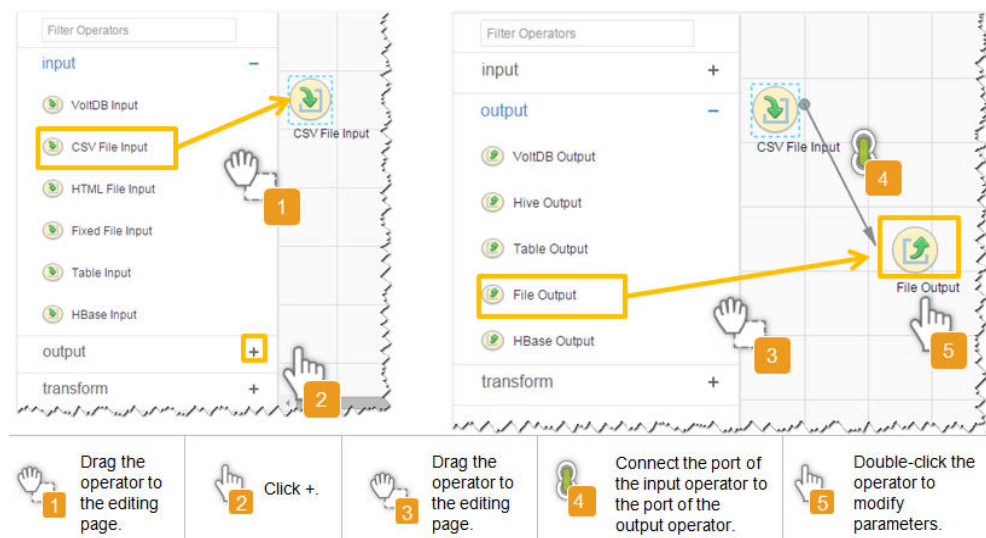 Filter Operators
input −
VoltDB Input
CSV File Input
HTML File Input
Fixed File Input
Table Input
HBase Input
output +
transform +
CSV File Input
1
2
Filter Operators
input +
output −
VoltDB Output
Hive Output
Table Output
File Output
HBase Output
transform +
CSV File Input
4
File Output
3
5
1
Drag the
operator to
the editing
page.
2
Click +.
3
Drag the
operator to
the editing
page.
4
Connect the port of
the input operator to
the port of the
output operator.
5
Double-click the
operator to
modify
parameters.